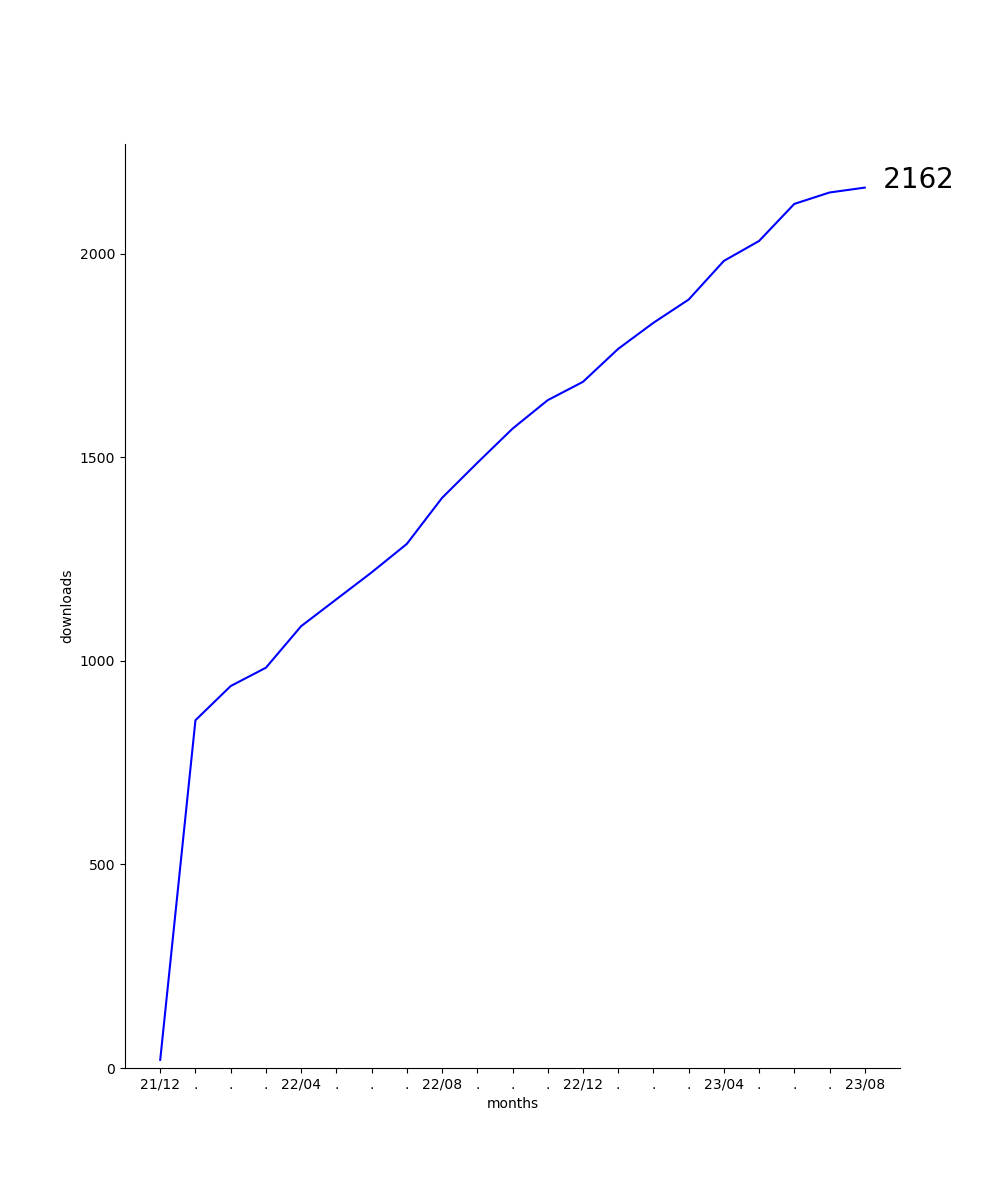 2162
2000
1500
1000
500
0
downloads
21/12 . . . 22/04 . . . 22/08 . . . 22/12 . . . 23/04 . . . 23/08
months